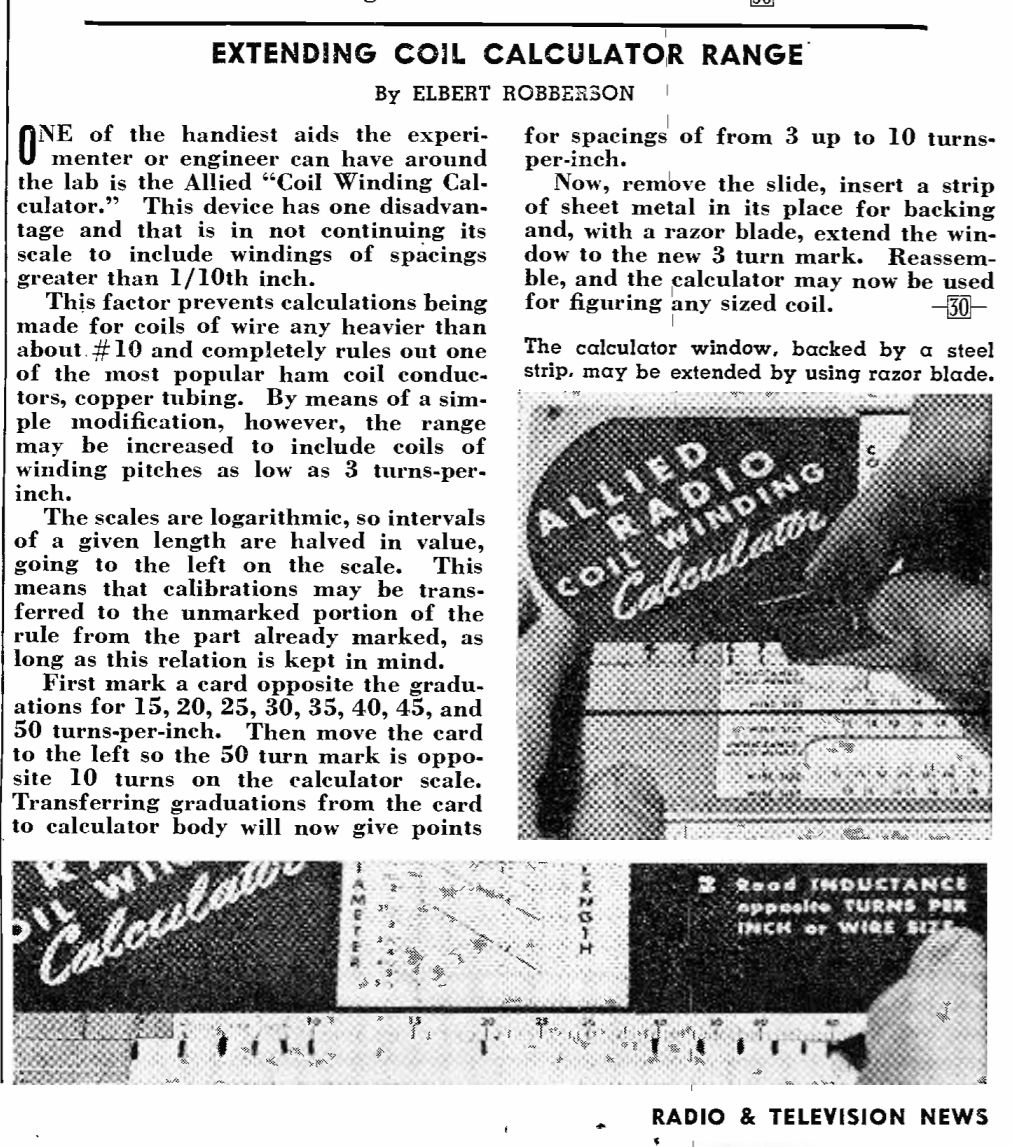 EXTENDING COIL CALCULATOR RANGE
By ELBERT ROBBERSON
ONE of the handiest aids the experi-
menter or engineer can have around
the lab is the Allied “Coil Winding Cal-
culator.” This device has one disadvan-
tage and that is in not continuing its
scale to include windings of spacings
greater than 1/10th inch.
This factor prevents calculations being
made for coils of wire any heavier than
about #10 and completely rules out one
of the most popular ham coil conduc-
tors, copper tubing. By means of a sim-
ple modification, however, the range
may be increased to include coils of
winding pitches as low as 3 turns-per-
inch.
The scales are logarithmic, so intervals
of a given length are halved in value,
going to the left on the scale. This
means that calibrations may be trans-
ferred to the unmarked portion of the
rule from the part already marked, as
long as this relation is kept in mind.
First mark a card opposite the gradu-
ations for 15, 20, 25, 30, 35, 40, 45, and
50 turns-per-inch. Then move the card
to the left so the 50 turn mark is oppo-
site 10 turns on the calculator scale.
Transferring graduations from the card
to calculator body will now give points
for spacings of from 3 up to 10 turns-
per-inch.
Now, remove the slide, insert a strip
of sheet metal in its place for backing
and, with a razor blade, extend the win-
dow to the new 3 turn mark. Reassem-
ble, and the calculator may now be used
for figuring any sized coil. —30—
The calculator window, backed by a steel
strip, may be extended by using razor blade.
ALLIED
RADIO
COIL WINDING
Calculator
OIL WIN
Calculator
AMETER
LENGTH
2 Read INDUCTANCE
opposite TURNS PER
INCH or WIRE SIZE
10 15 20 25
RADIO & TELEVISION NEWS